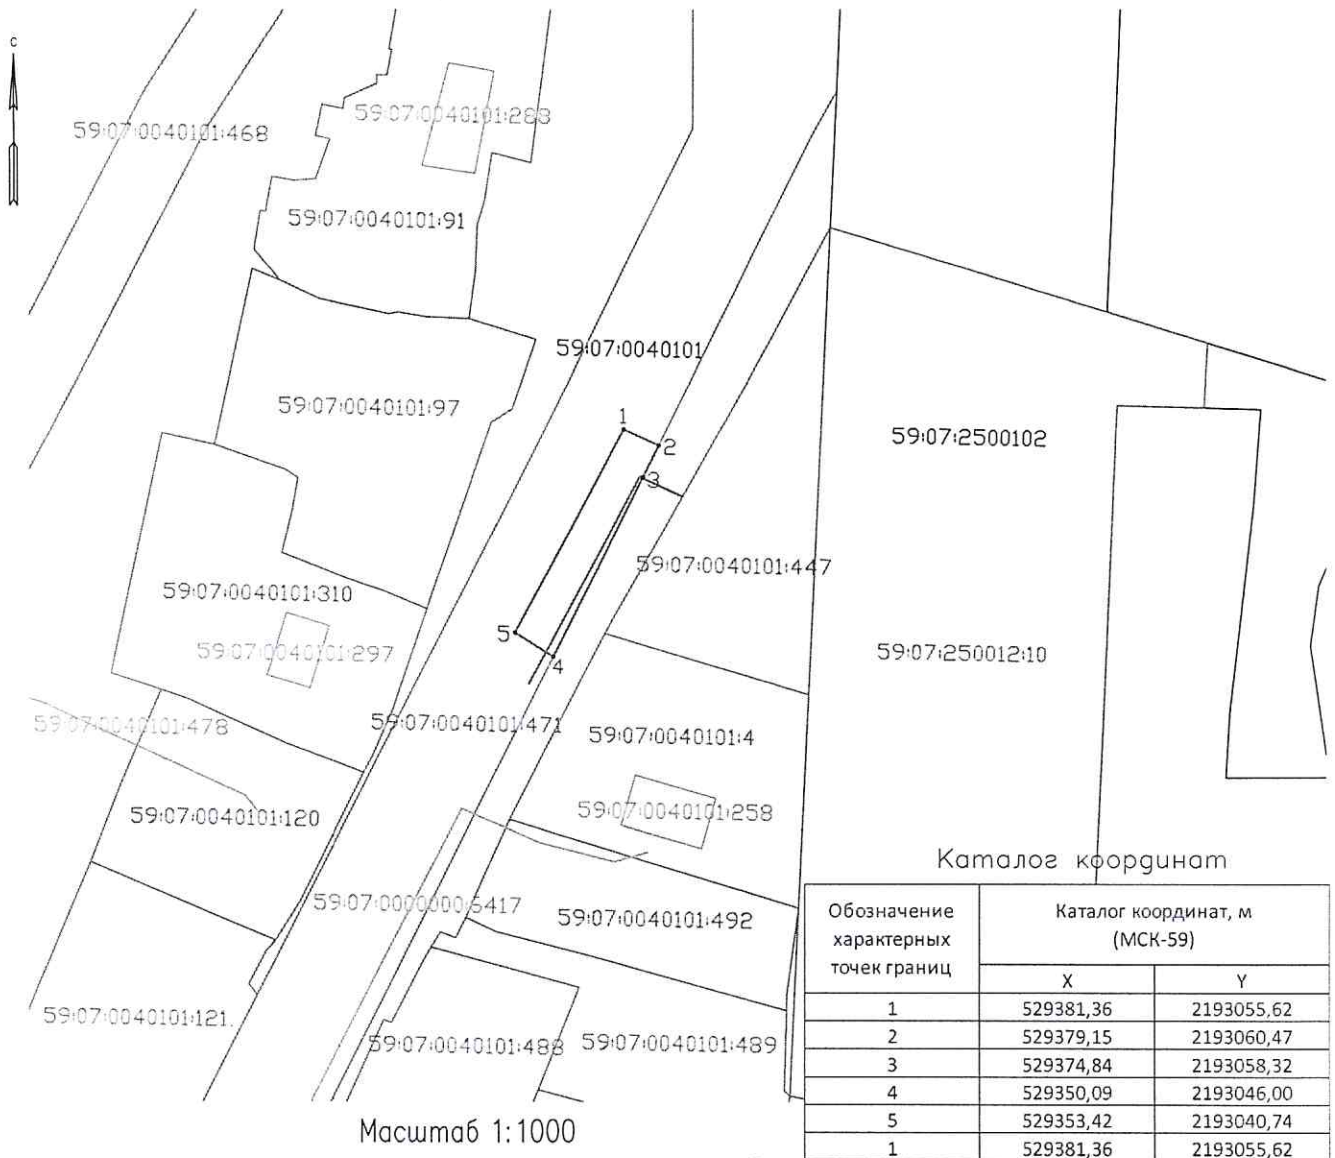 С
59:07:0040101:468
59:07:0040101:288
59:07:0040101:91
59:07:0040101
59:07:0040101:97
1
2
59:07:2500102
3
59:07:0040101:447
59:07:0040101:310
5
59:07:0040101:297
59:07:250012:10
4
59:07:0040101:478
59:07:0040101:471
59:07:0040101:4
59:07:0040101:120
59:07:0040101:258
Каталог координат
59:07:0000000:6417
59:07:0040101:492
Обозначение характерных точек границ
Каталог координат, м
(МСК-59)
X Y
1 529381,36 2193055,62
2 529379,15 2193060,47
3 529374,84 2193058,32
4 529350,09 2193046,00
5 529353,42 2193040,74
1 529381,36 2193055,62
59:07:0040101:121.
59:07:0040101:488
59:07:0040101:489
Масштаб 1:1000